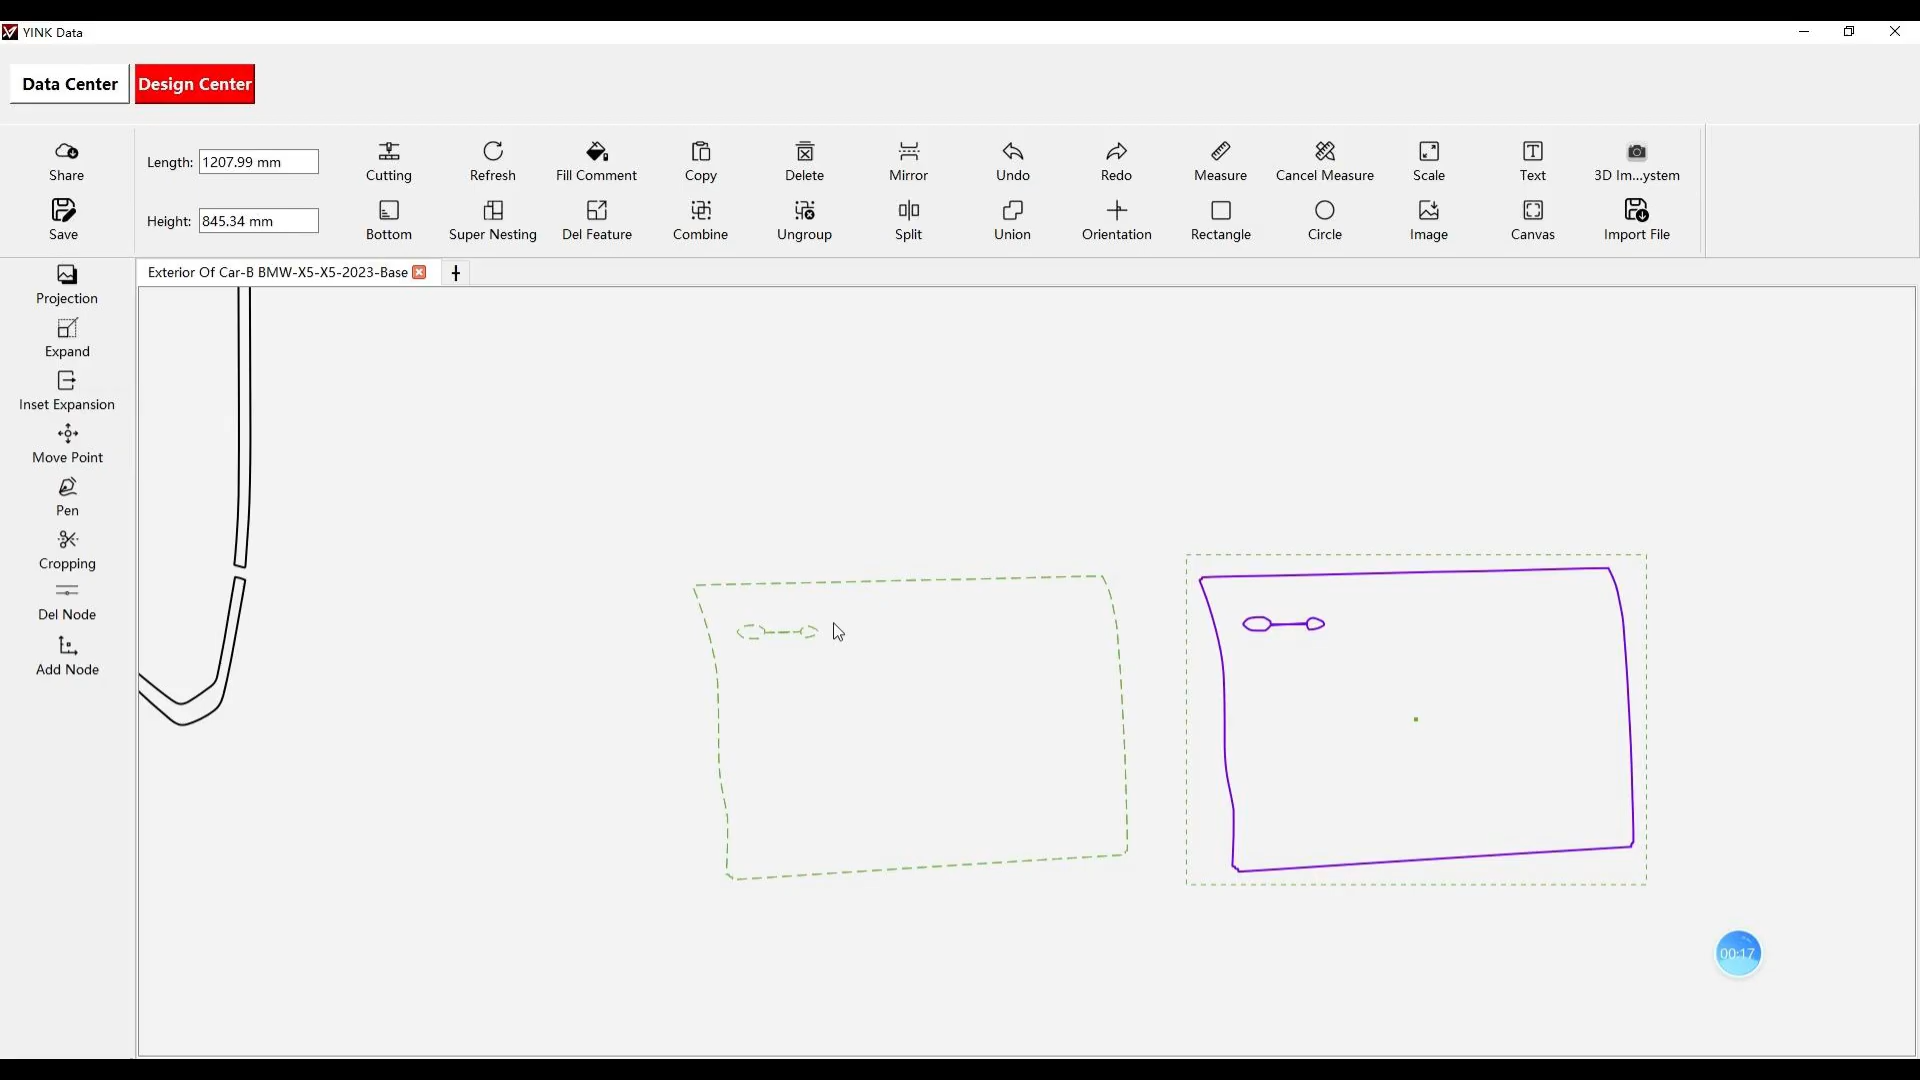 YINK Data
Data Center
Design Center
Share
Save
Length: 1207.99 mm
Height: 845.34 mm
Cutting
Refresh
Fill Comment
Copy
Delete
Mirror
Undo
Redo
Measure
Cancel Measure
Scale
Text
3D Im...ystem
Bottom
Super Nesting
Del Feature
Combine
Ungroup
Split
Union
Orientation
Rectangle
Circle
Image
Canvas
Import File
Exterior Of Car-B BMW-X5-X5-2023-Base
Projection
Expand
Inset Expansion
Move Point
Pen
Cropping
Del Node
Add Node
00:17